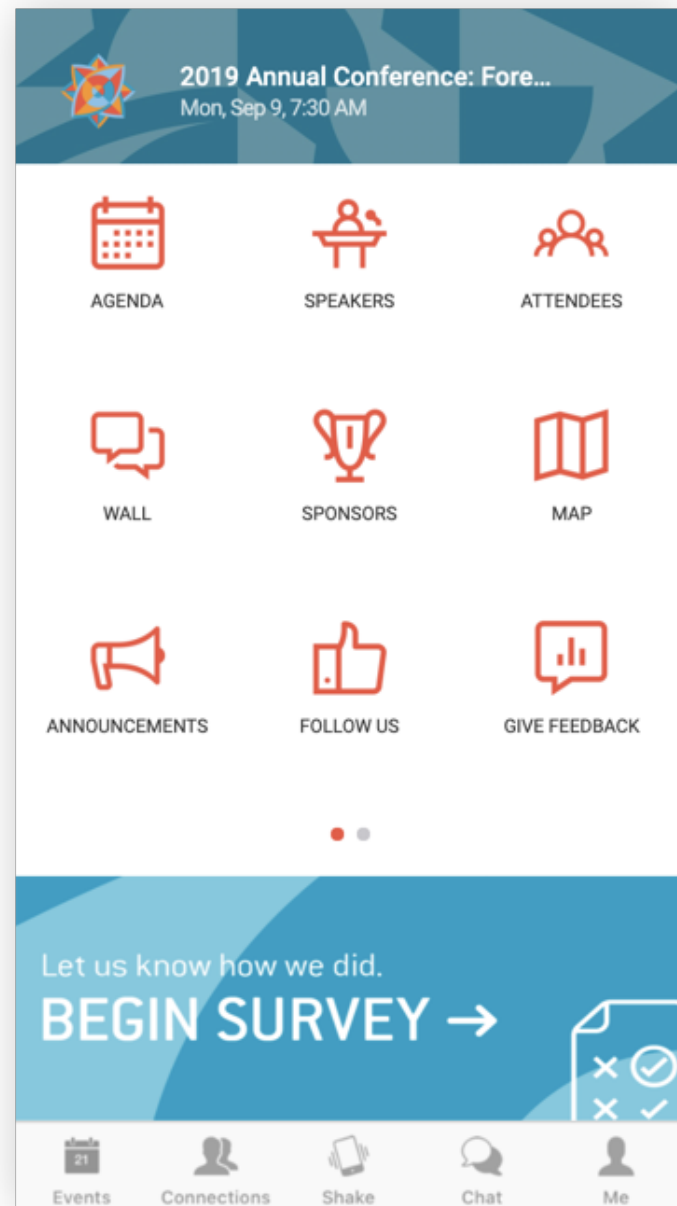 2019 Annual Conference: Fore...
Mon, Sep 9, 7:30 AM
AGENDA
SPEAKERS
ATTENDEES
WALL
SPONSORS
MAP
ANNOUNCEMENTS
FOLLOW US
GIVE FEEDBACK
Let us know how we did.
BEGIN SURVEY →
21
Events
Connections
Shake
Chat
Me